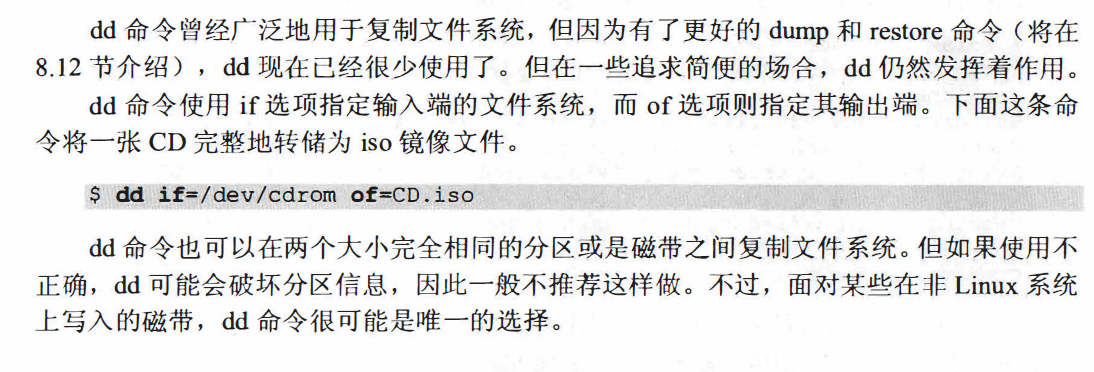 dd 命令曾经广泛地用于复制文件系统，但因为有了更好的 dump 和 restore 命令（将在
8.12 节介绍），dd 现在已经很少使用了。但在一些追求简便的场合，dd 仍然发挥着作用。
dd 命令使用 if 选项指定输入端的文件系统，而 of 选项则指定其输出端。下面这条命
令将一张 CD 完整地转储为 iso 镜像文件。
$ dd if=/dev/cdrom of=CD.iso
dd 命令也可以在两个大小完全相同的分区或是磁带之间复制文件系统。但如果使用不
正确，dd 可能会破坏分区信息，因此一般不推荐这样做。不过，面对某些在非 Linux 系统
上写入的磁带，dd 命令很可能是唯一的选择。